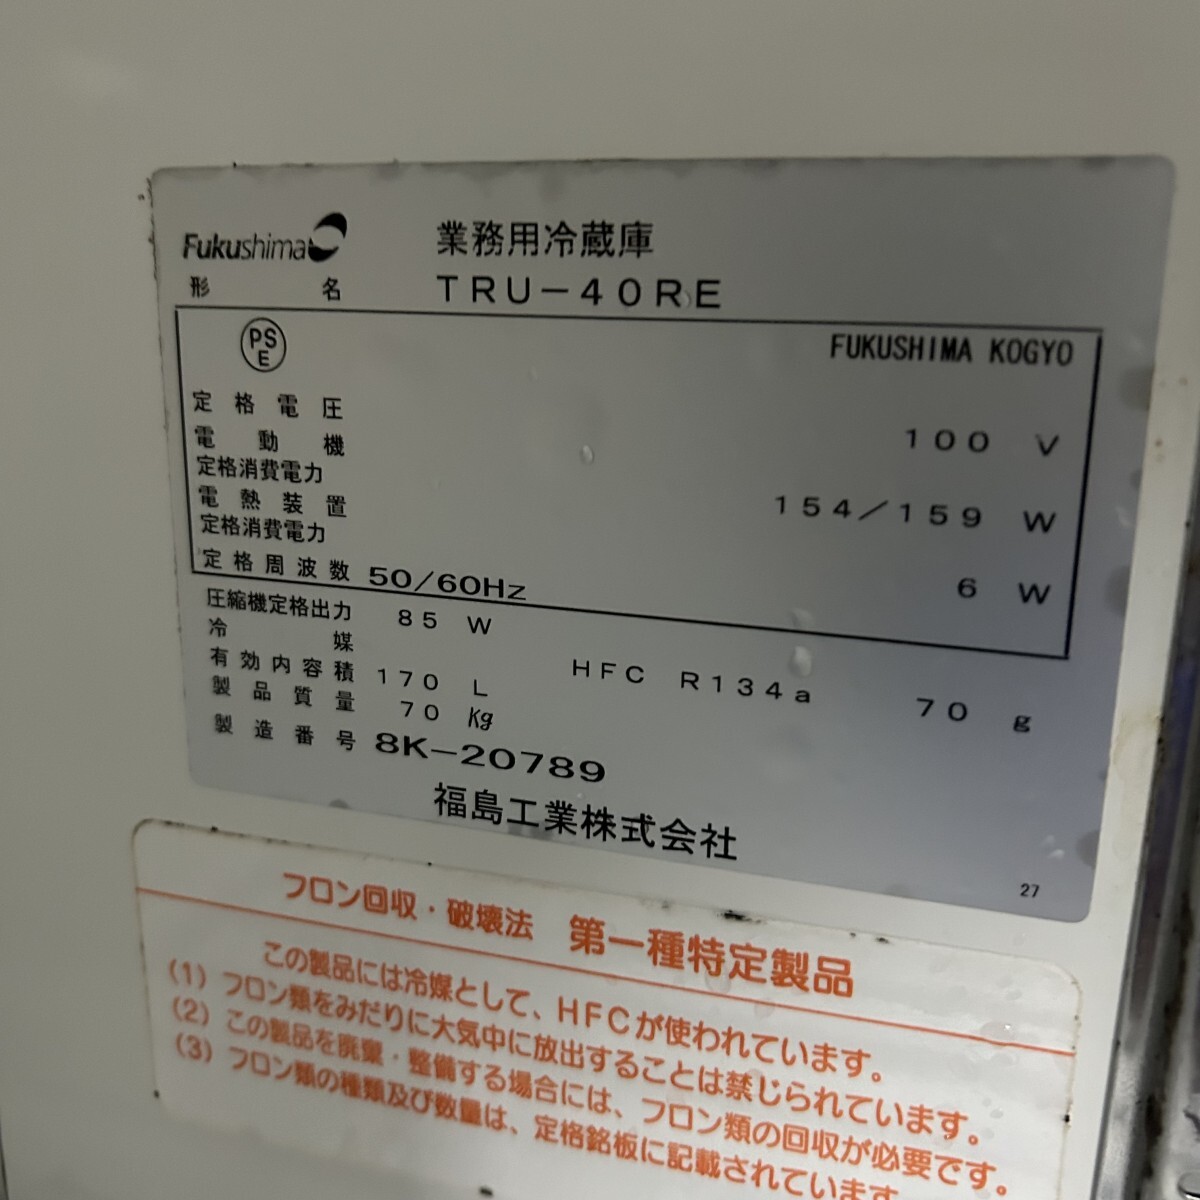 Fukushima 業務用冷蔵庫
形名 TRU-40RE
PSE
FUKUSHIMA KOGYO
定格電圧 100 V
電動機
定格消費電力 154/159 W
電熱装置
定格消費電力 6 W
定格周波数 50/60Hz
圧縮機定格出力 85 W
冷媒 HFC R134a 70 g
有効内容積 170 L
製品質量 70 Kg
製造番号 8K-20789
福島工業株式会社
27
フロン回収・破壊法 第一種特定製品
この製品には冷媒として、HFCが使われています。
(1) フロン類をみだりに大気中に放出することは禁じられています。
(2) この製品を廃棄・整備する場合には、フロン類の回収が必要です。
(3) フロン類の種類及び数量は、定格銘板に記載されています